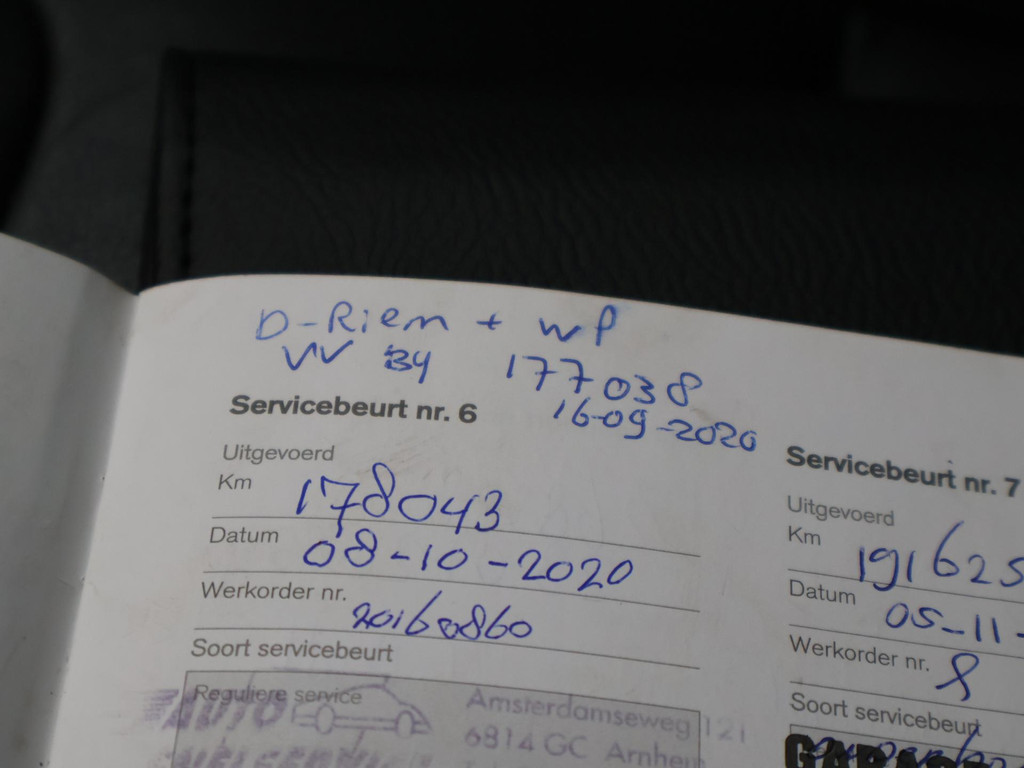 D-Riem + WP
VV BY 177038
16-09-2020
Servicebeurt nr. 6
Uitgevoerd
Km 178043
Datum 08-10-2020
Werkorder nr. 20160860
Soort servicebeurt
Reguliere service
AUTO
Amsterdamseweg 121
6814 GC Arnhem
Servicebeurt nr. 7
Uitgevoerd
Km 191625
Datum 05-11-
Werkorder nr. 8
Soort servicebeurt